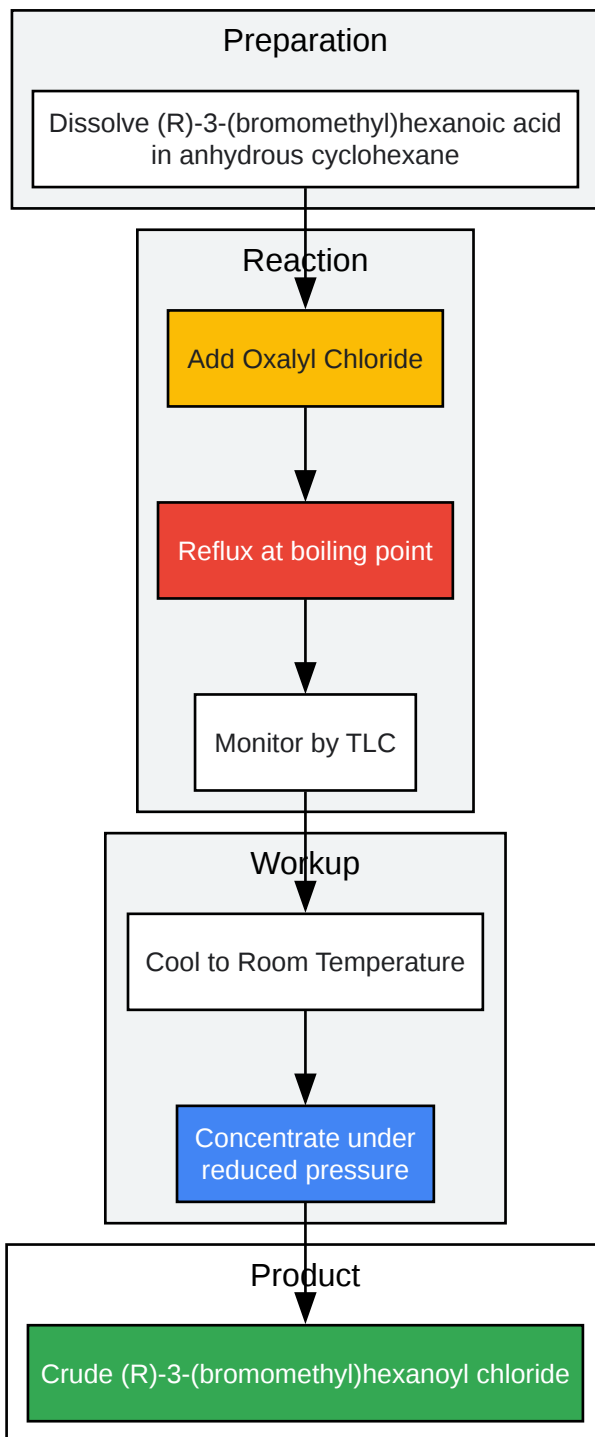 Preparation
Dissolve (R)-3-(bromomethyl)hexanoic acid
in anhydrous cyclohexane
Reaction
Add Oxalyl Chloride
Reflux at boiling point
Monitor by TLC
Workup
Cool to Room Temperature
Concentrate under
reduced pressure
Product
Crude (R)-3-(bromomethyl)hexanoyl chloride